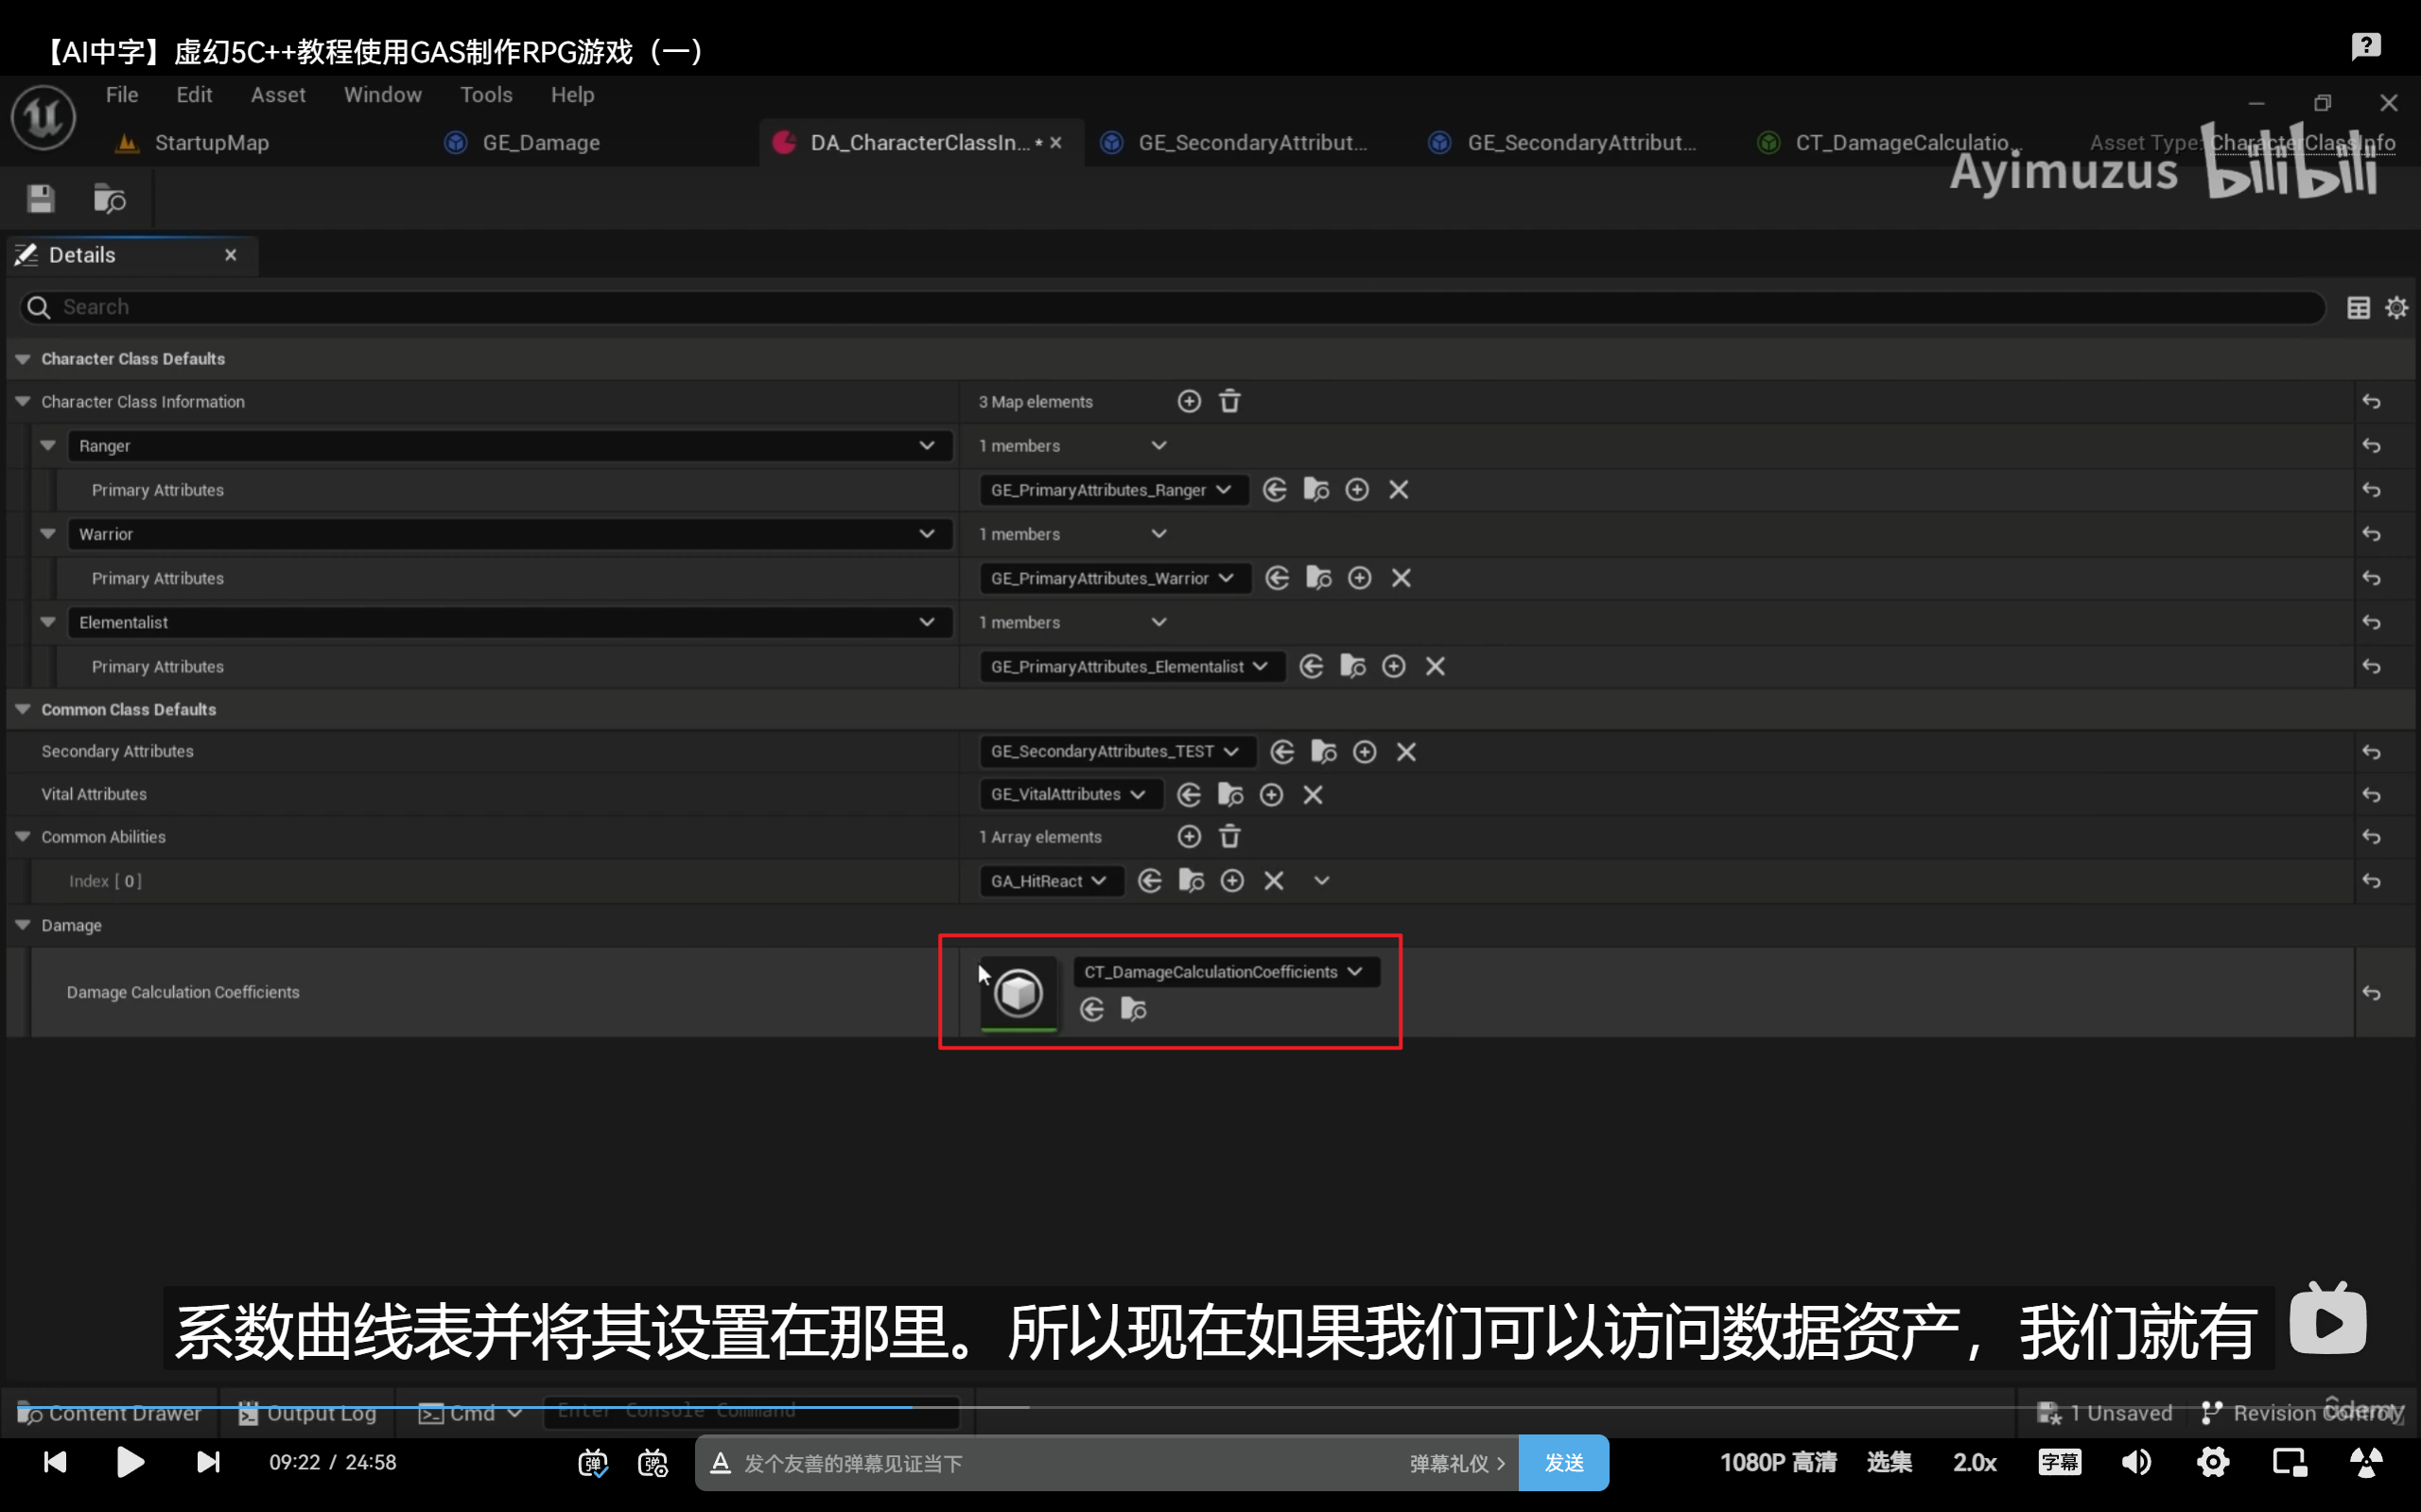 【AI中字】虚幻5C++教程使用GAS制作RPG游戏（一）
File Edit Asset Window Tools Help
StartupMap GE_Damage DA_CharacterClassIn... * GE_SecondaryAttribut... GE_SecondaryAttribut... CT_DamageCalculatio... Asset Type: CharacterClassInfo
Ayimuzus bilibili
Details
Search
Character Class Defaults
Character Class Information 3 Map elements
Ranger 1 members
Primary Attributes GE_PrimaryAttributes_Ranger
Warrior 1 members
Primary Attributes GE_PrimaryAttributes_Warrior
Elementalist 1 members
Primary Attributes GE_PrimaryAttributes_Elementalist
Common Class Defaults
Secondary Attributes GE_SecondaryAttributes_TEST
Vital Attributes GE_VitalAttributes
Common Abilities 1 Array elements
Index [ 0 ] GA_HitReact
Damage
Damage Calculation Coefficients CT_DamageCalculationCoefficients
系数曲线表并将其设置在那里。所以现在如果我们可以访问数据资产，我们就有
Content Drawer Output Log Cmd Enter Console Command 1 Unsaved Revision Control
udemy
09:22 / 24:58 弹 弹 A 发个友善的弹幕见证当下 弹幕礼仪 > 发送 1080P 高清 选集 2.0x 字幕